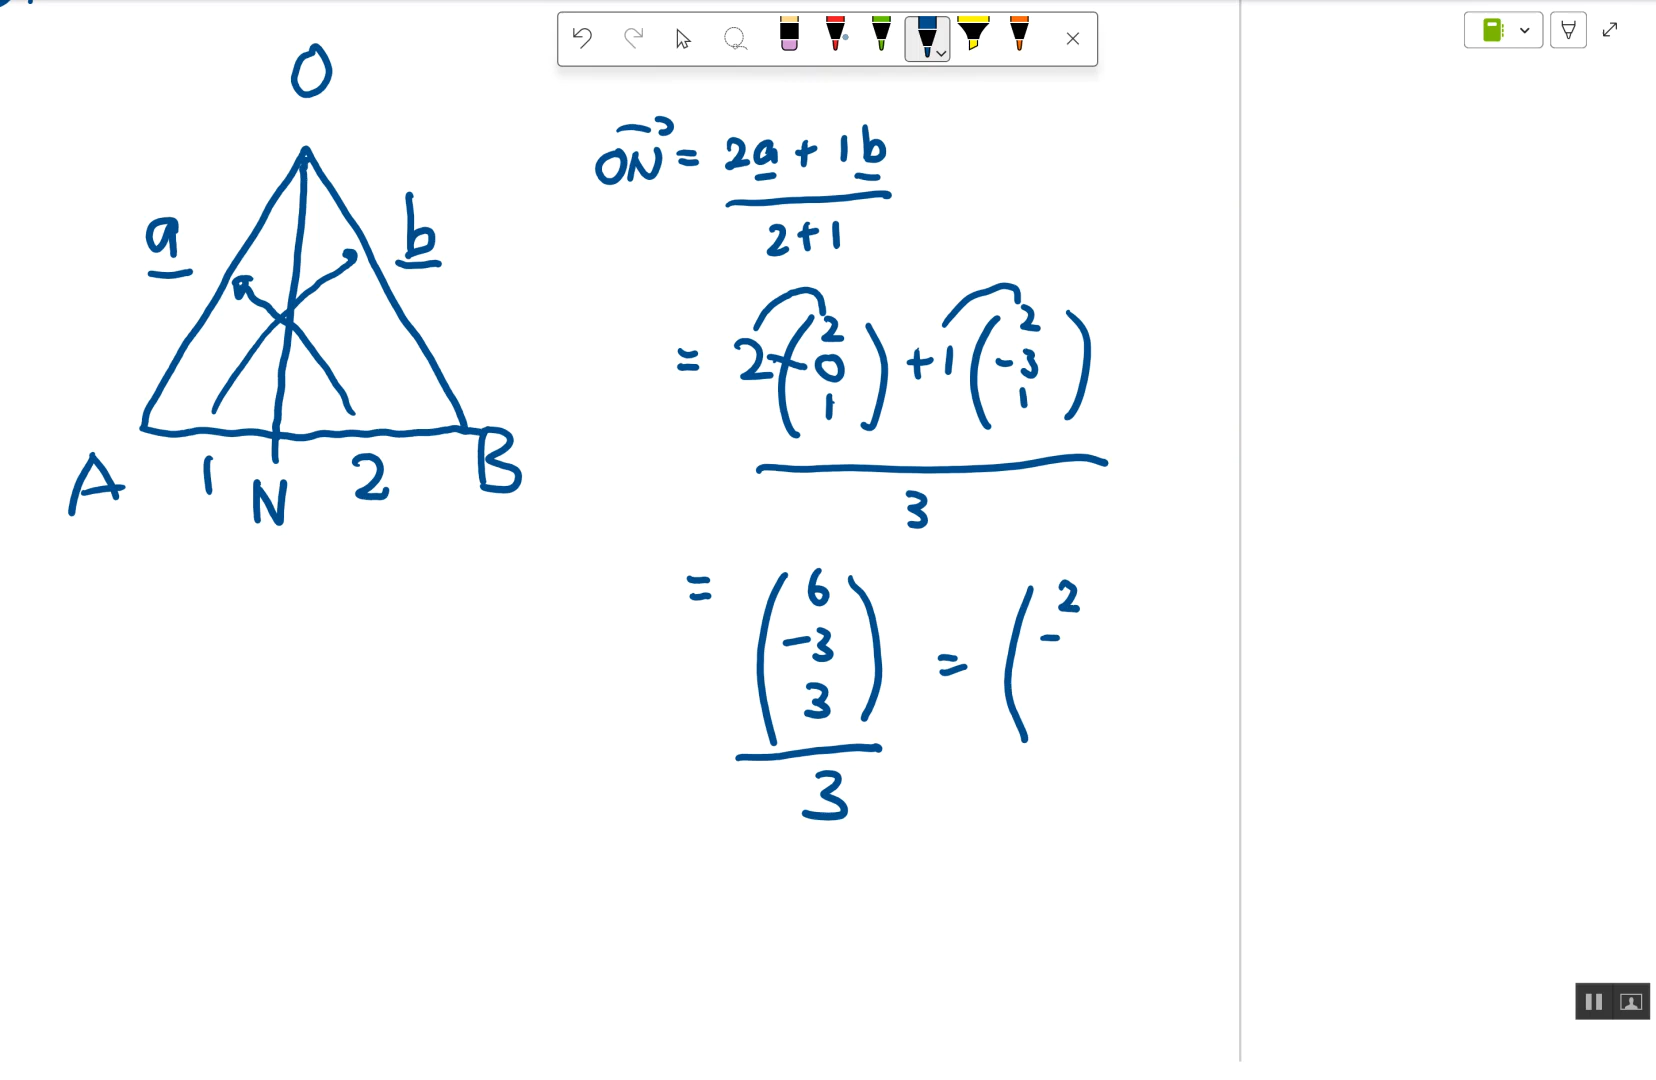 O
a
b
A 1 N 2 B
ON = 2a + 1b
2+1
= 2 (2 0 1) + 1 (2 -3 1)
3
= (6 -3 3) = (2 -
3